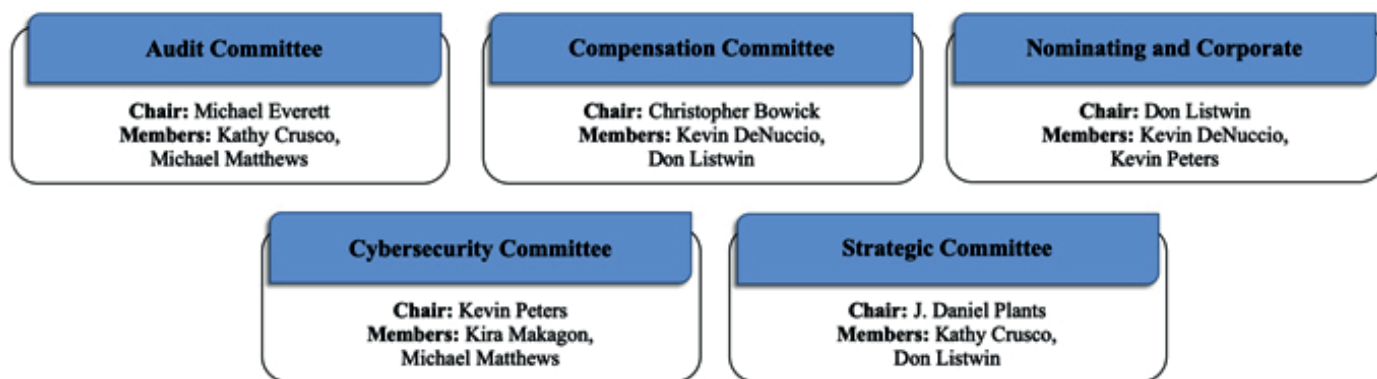 Audit Committee
Chair: Michael Everett
Members: Kathy Crusco,
Michael Matthews
Compensation Committee
Chair: Christopher Bowick
Members: Kevin DeNuccio,
Don Listwin
Nominating and Corporate
Chair: Don Listwin
Members: Kevin DeNuccio,
Kevin Peters
Cybersecurity Committee
Chair: Kevin Peters
Members: Kira Makagon,
Michael Matthews
Strategic Committee
Chair: J. Daniel Plants
Members: Kathy Crusco,
Don Listwin